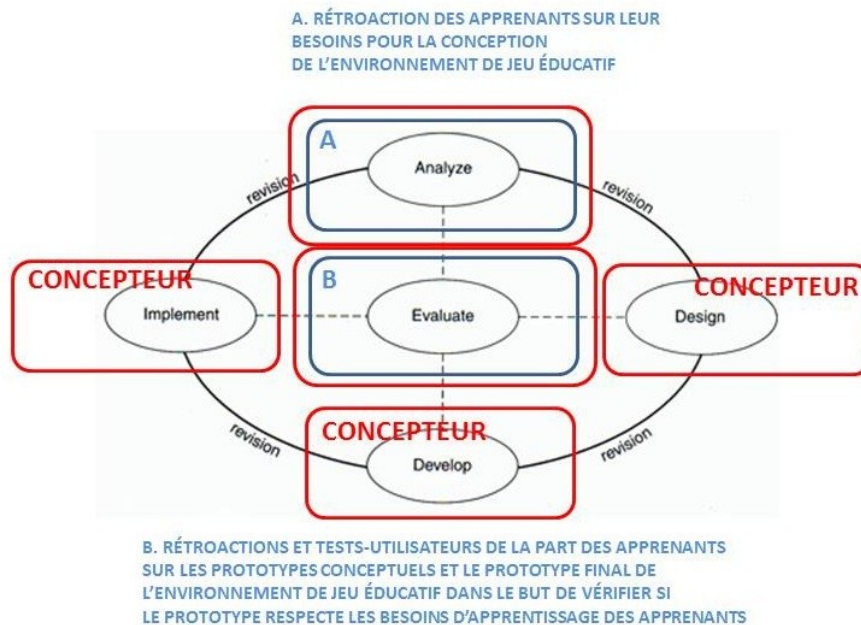 A. RÉTROACTION DES APPRENANTS SUR LEUR
BESOINS POUR LA CONCEPTION
DE L'ENVIRONNEMENT DE JEU ÉDUCATIF
A
Analyze
revision
revision
CONCEPTEUR
B
CONCEPTEUR
Implement
Evaluate
Design
CONCEPTEUR
revision
revision
Develop
B. RÉTROACTIONS ET TESTS-UTILISATEURS DE LA PART DES APPRENANTS
SUR LES PROTOTYPES CONCEPTUELS ET LE PROTOTYPE FINAL DE
L'ENVIRONNEMENT DE JEU ÉDUCATIF DANS LE BUT DE VÉRIFIER SI
LE PROTOTYPE RESPECTE LES BESOINS D'APPRENTISSAGE DES APPRENANTS